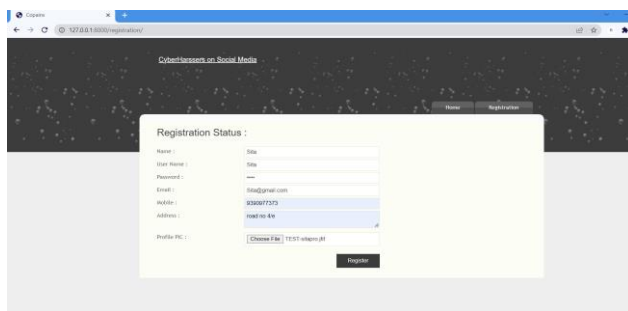 Copiens
127.0.0.1:8000/registration/
CyberHarssers on Social Media
Home Registration
Registration Status :
Name : Sita
User Name : Sita
Password : ••••
Email : Sita@gmail.com
Mobile : 9390977373
Address : road no 4/e
Profile PIC : Choose File
Register